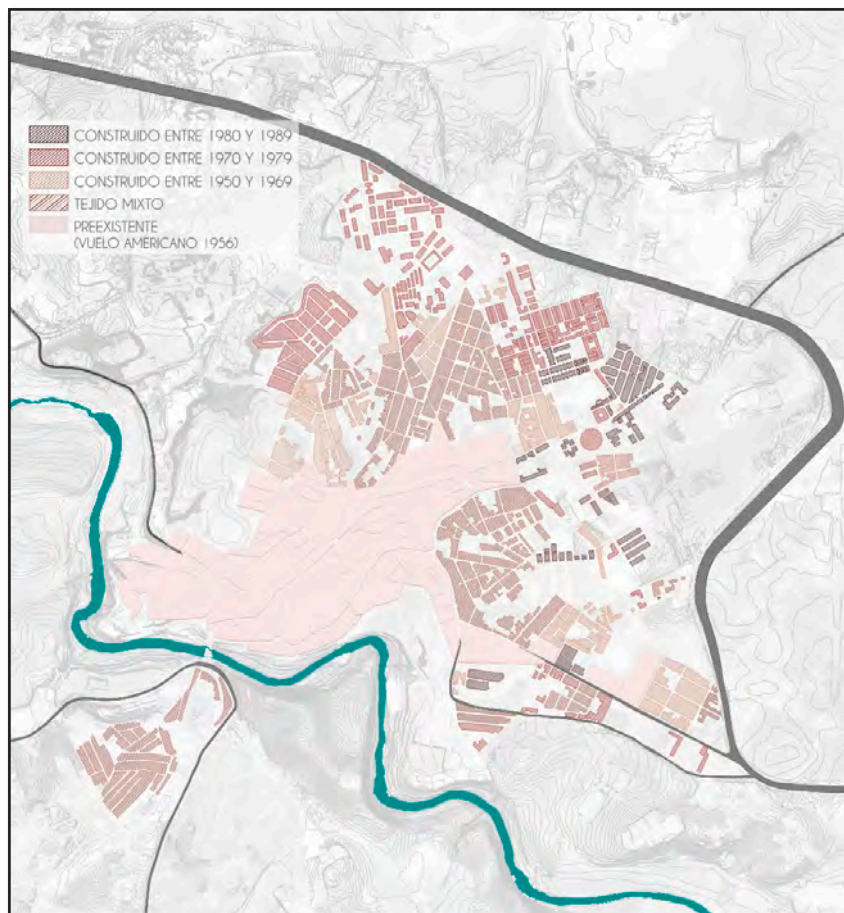 CONSTRUIDO ENTRE 1980 Y 1989
CONSTRUIDO ENTRE 1970 Y 1979
CONSTRUIDO ENTRE 1950 Y 1969
TEJIDO MIXTO
PREEXISTENTE
(VUELO AMERICANO 1956)